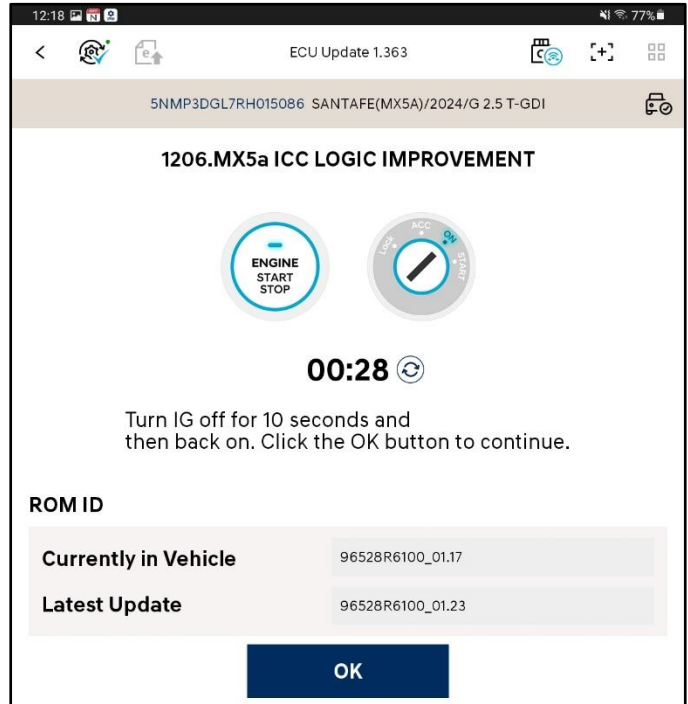 12:18 77%
ECU Update 1.363
5NMP3DGL7RH015086 SANTAFE(MX5A)/2024/G 2.5 T-GDI
1206.MX5a ICC LOGIC IMPROVEMENT
ENGINE
START
STOP
Lock ACC ON START
00:28
Turn IG off for 10 seconds and
then back on. Click the OK button to continue.
ROM ID
Currently in Vehicle 96528R6100_01.17
Latest Update 96528R6100_01.23
OK